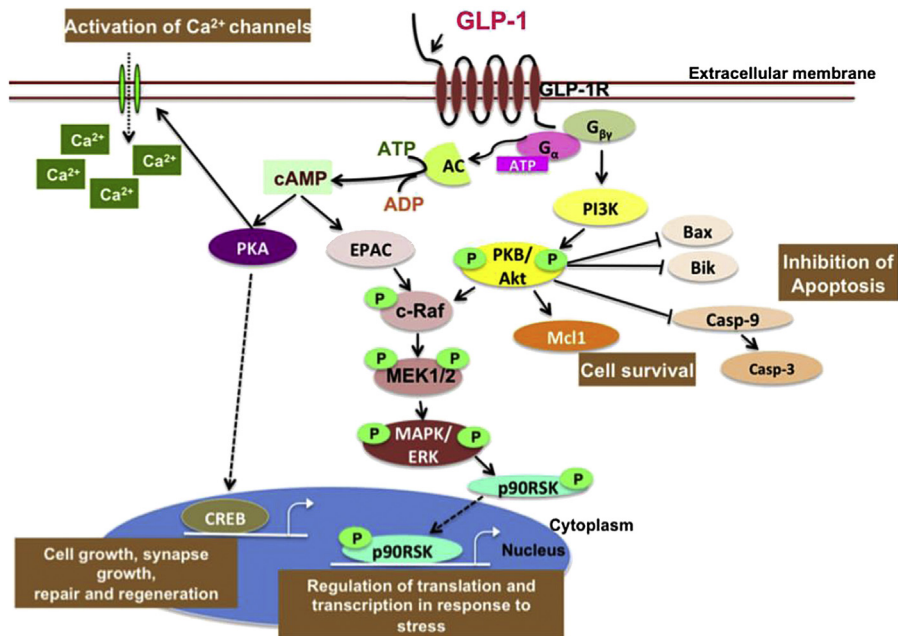 Activation of Ca²⁺ channels
GLP-1
Extracellular membrane
GLP-1R
Gβγ
Gα
ATP
Ca²⁺
Ca²⁺
Ca²⁺
Ca²⁺
Ca²⁺
ATP
AC
cAMP
ADP
PI3K
PKA
EPAC
P
PKB/
Akt
P
Bax
Bik
Inhibition of
Apoptosis
P
c-Raf
Mcl1
Casp-9
Cell survival
Casp-3
P
P
MEK1/2
P
MAPK/
ERK
P
p90RSK
P
CREB
Cytoplasm
P
p90RSK
Nucleus
Cell growth, synapse
growth,
repair and regeneration
Regulation of translation and
transcription in response to
stress